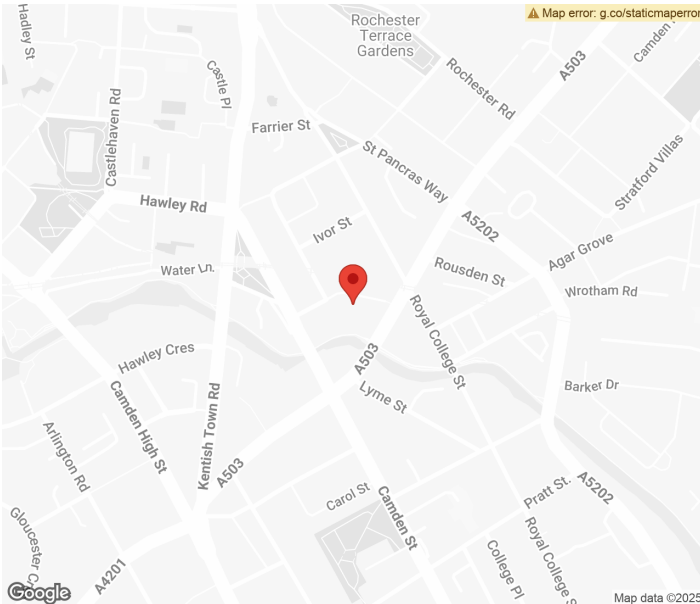 Map error: g.co/staticmaperror
Rochester
Terrace
Gardens
Hadley St
Camden
A503
Castle Pl
Rochester Rd
Castlehaven Rd
Farrier St
St Pancras Way
Stratford Villas
Hawley Rd
Ivor St
A5202
Agar Grove
Water Ln.
Rousden St
Wrotham Rd
Royal College St
Hawley Cres
A503
Kentish Town Rd
Camden High St
Lyme St
Barker Dr
Arlington Rd
A503
Carol St
Camden St
Pratt St.
A5202
Gloucester Cr
A4201
College Pl
Royal College S
Google
Map data ©2025